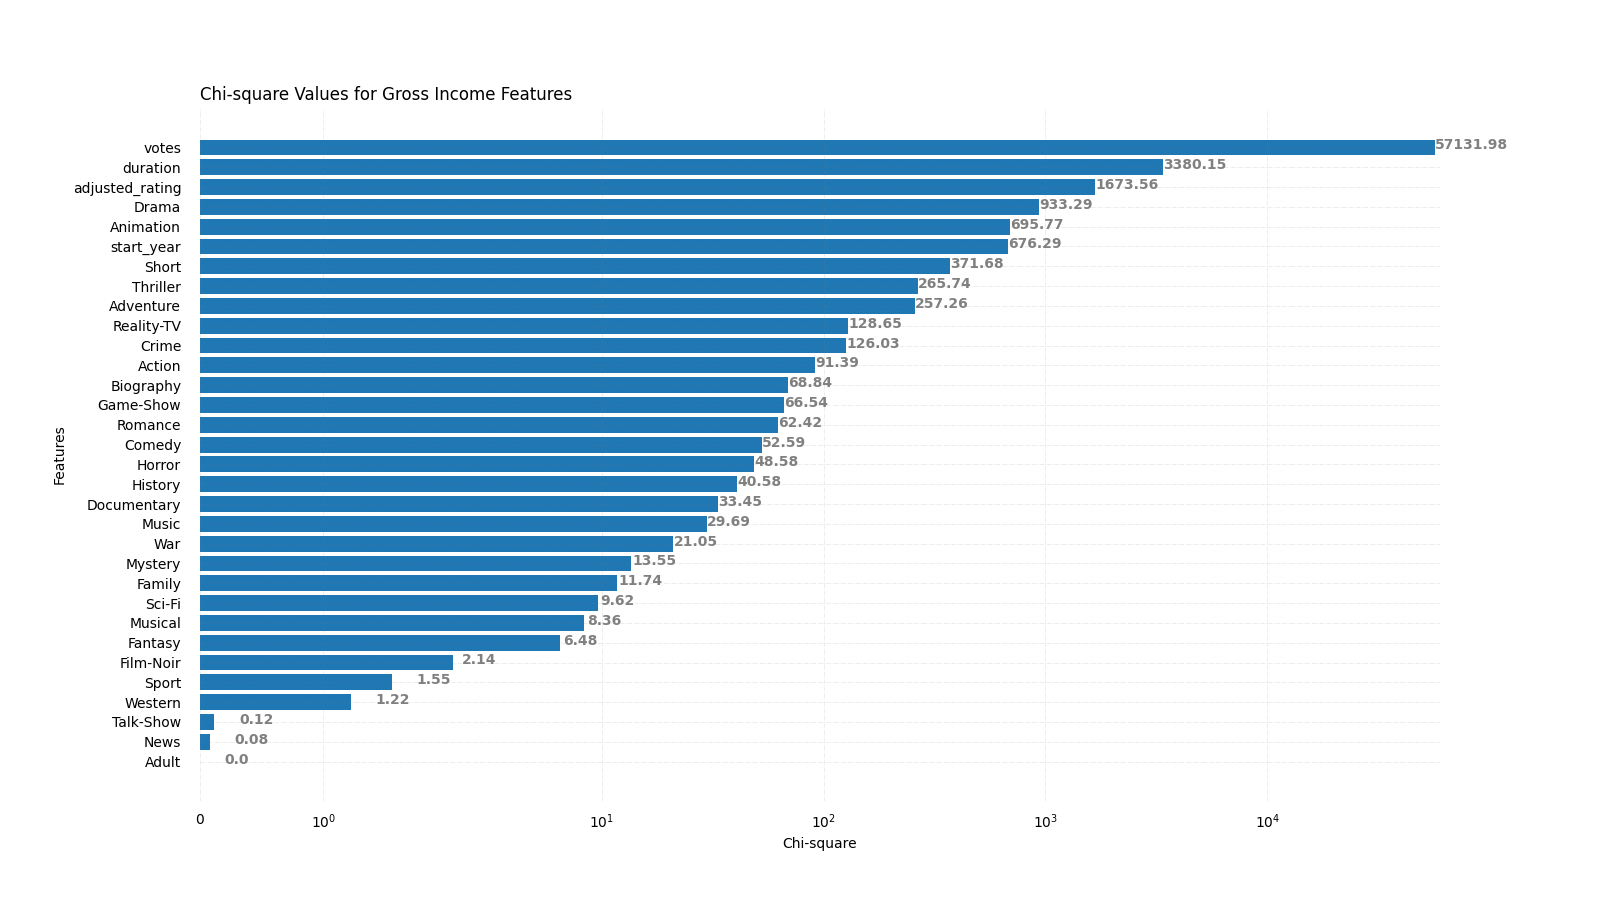 Chi-square Values for Gross Income Features
votes 57131.98
duration 3380.15
adjusted_rating 1673.56
Drama 933.29
Animation 695.77
start_year 676.29
Short 371.68
Thriller 265.74
Adventure 257.26
Reality-TV 128.65
Crime 126.03
Action 91.39
Biography 68.84
Game-Show 66.54
Romance 62.42
Comedy 52.59
Horror 48.58
History 40.58
Documentary 33.45
Music 29.69
War 21.05
Mystery 13.55
Family 11.74
Sci-Fi 9.62
Musical 8.36
Fantasy 6.48
Film-Noir 2.14
Sport 1.55
Western 1.22
Talk-Show 0.12
News 0.08
Adult 0.0
Features
0 10⁰ 10¹ 10² 10³ 10⁴
Chi-square